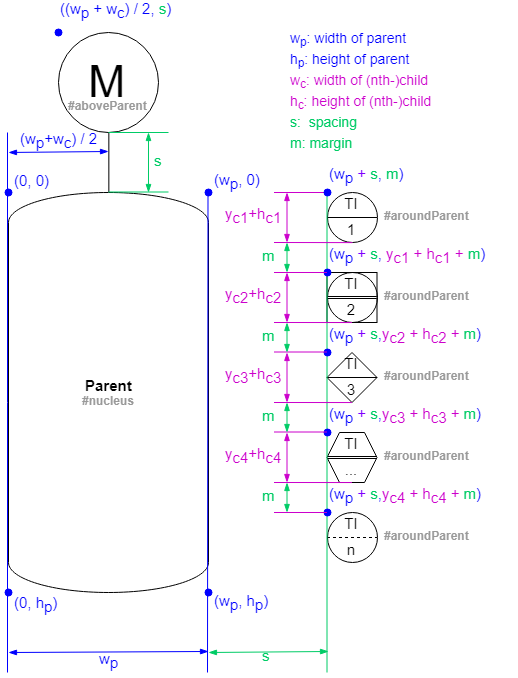 ((wp + wc) / 2, s)
wp: width of parent
hp: height of parent
wc: width of (nth-)child
hc: height of (nth-)child
s: spacing
m: margin
M
#aboveParent
(wp+wc) / 2
s
(0, 0)
(wp, 0)
(wp + s, m)
yc1+hc1
TI
1
#aroundParent
m
(wp + s, yc1 + hc1 + m)
yc2+hc2
TI
2
#aroundParent
m
(wp + s,yc2 + hc2 + m)
yc3+hc3
TI
3
#aroundParent
Parent
#nucleus
m
(wp + s,yc3 + hc3 + m)
yc4+hc4
TI
...
#aroundParent
m
(wp + s,yc4 + hc4 + m)
TI
n
#aroundParent
(0, hp)
(wp, hp)
wp
s